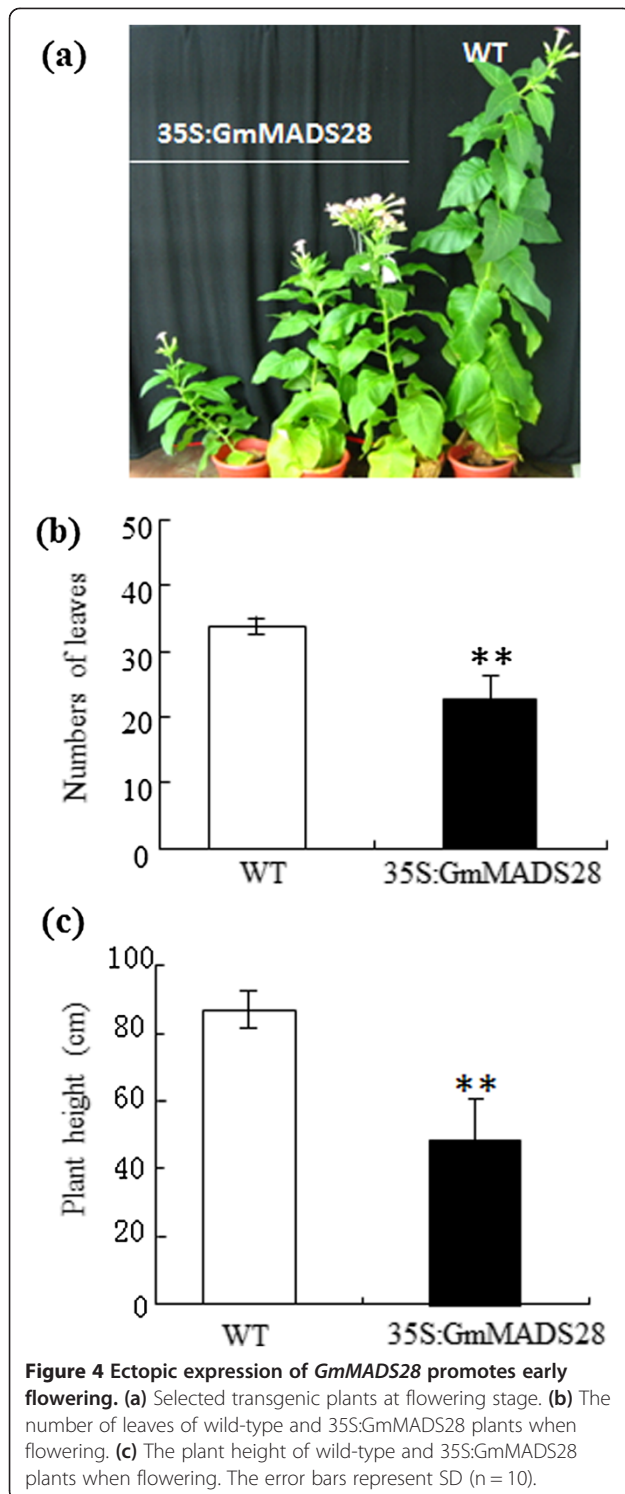 (a)
WT
35S:GmMADS28
(b)
50
40
30
20
10
0
Numbers of leaves
**
WT 35S:GmMADS28
(c)
100
80
60
40
20
0
Plant height (cm)
**
WT 35S:GmMADS28
Figure 4 Ectopic expression of GmMADS28 promotes early
flowering. (a) Selected transgenic plants at flowering stage. (b) The
number of leaves of wild-type and 35S:GmMADS28 plants when
flowering. (c) The plant height of wild-type and 35S:GmMADS28
plants when flowering. The error bars represent SD (n = 10).